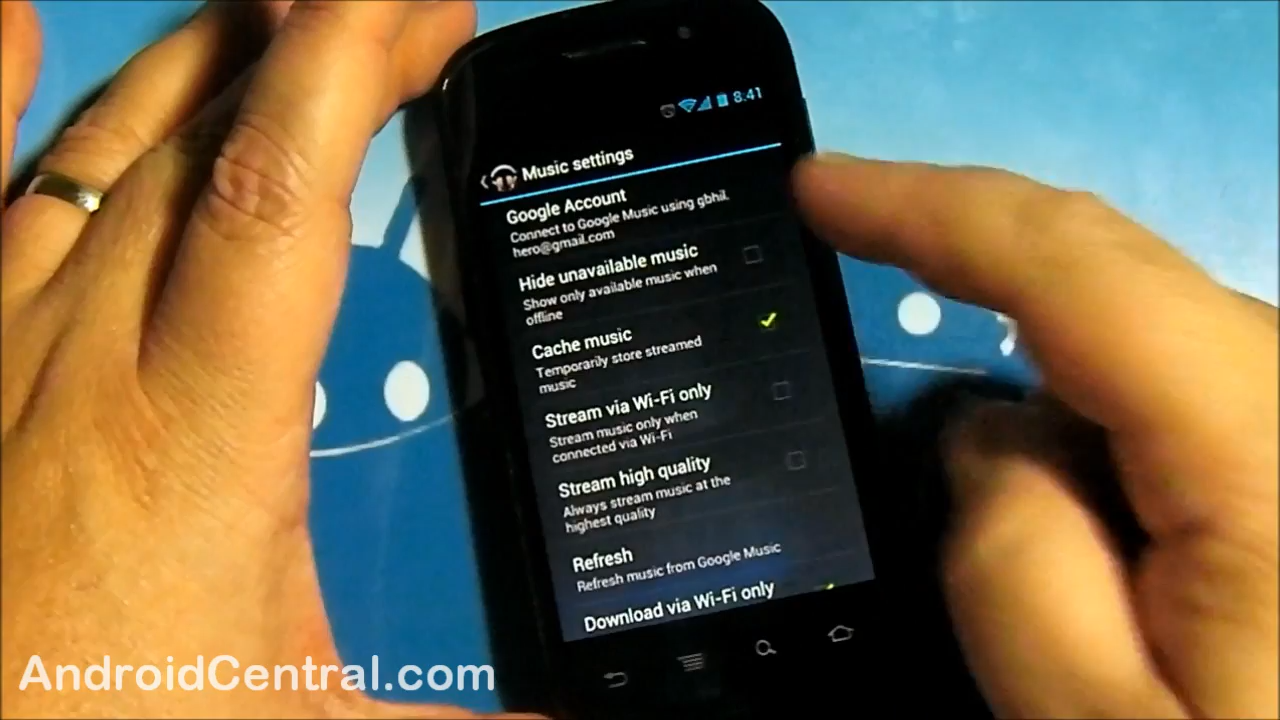 8:41
Music settings
Google Account
Connect to Google Music using gbhil.
hero@gmail.com
Hide unavailable music
Show only available music when
offline
Cache music
Temporarily store streamed
music
Stream via Wi-Fi only
Stream music only when
connected via Wi-Fi
Stream high quality
Always stream music at the
highest quality
Refresh
Refresh music from Google Music
Download via Wi-Fi only
AndroidCentral.com